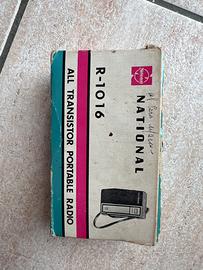 NATIONAL
R-1016
ALL TRANSISTOR PORTABLE RADIO